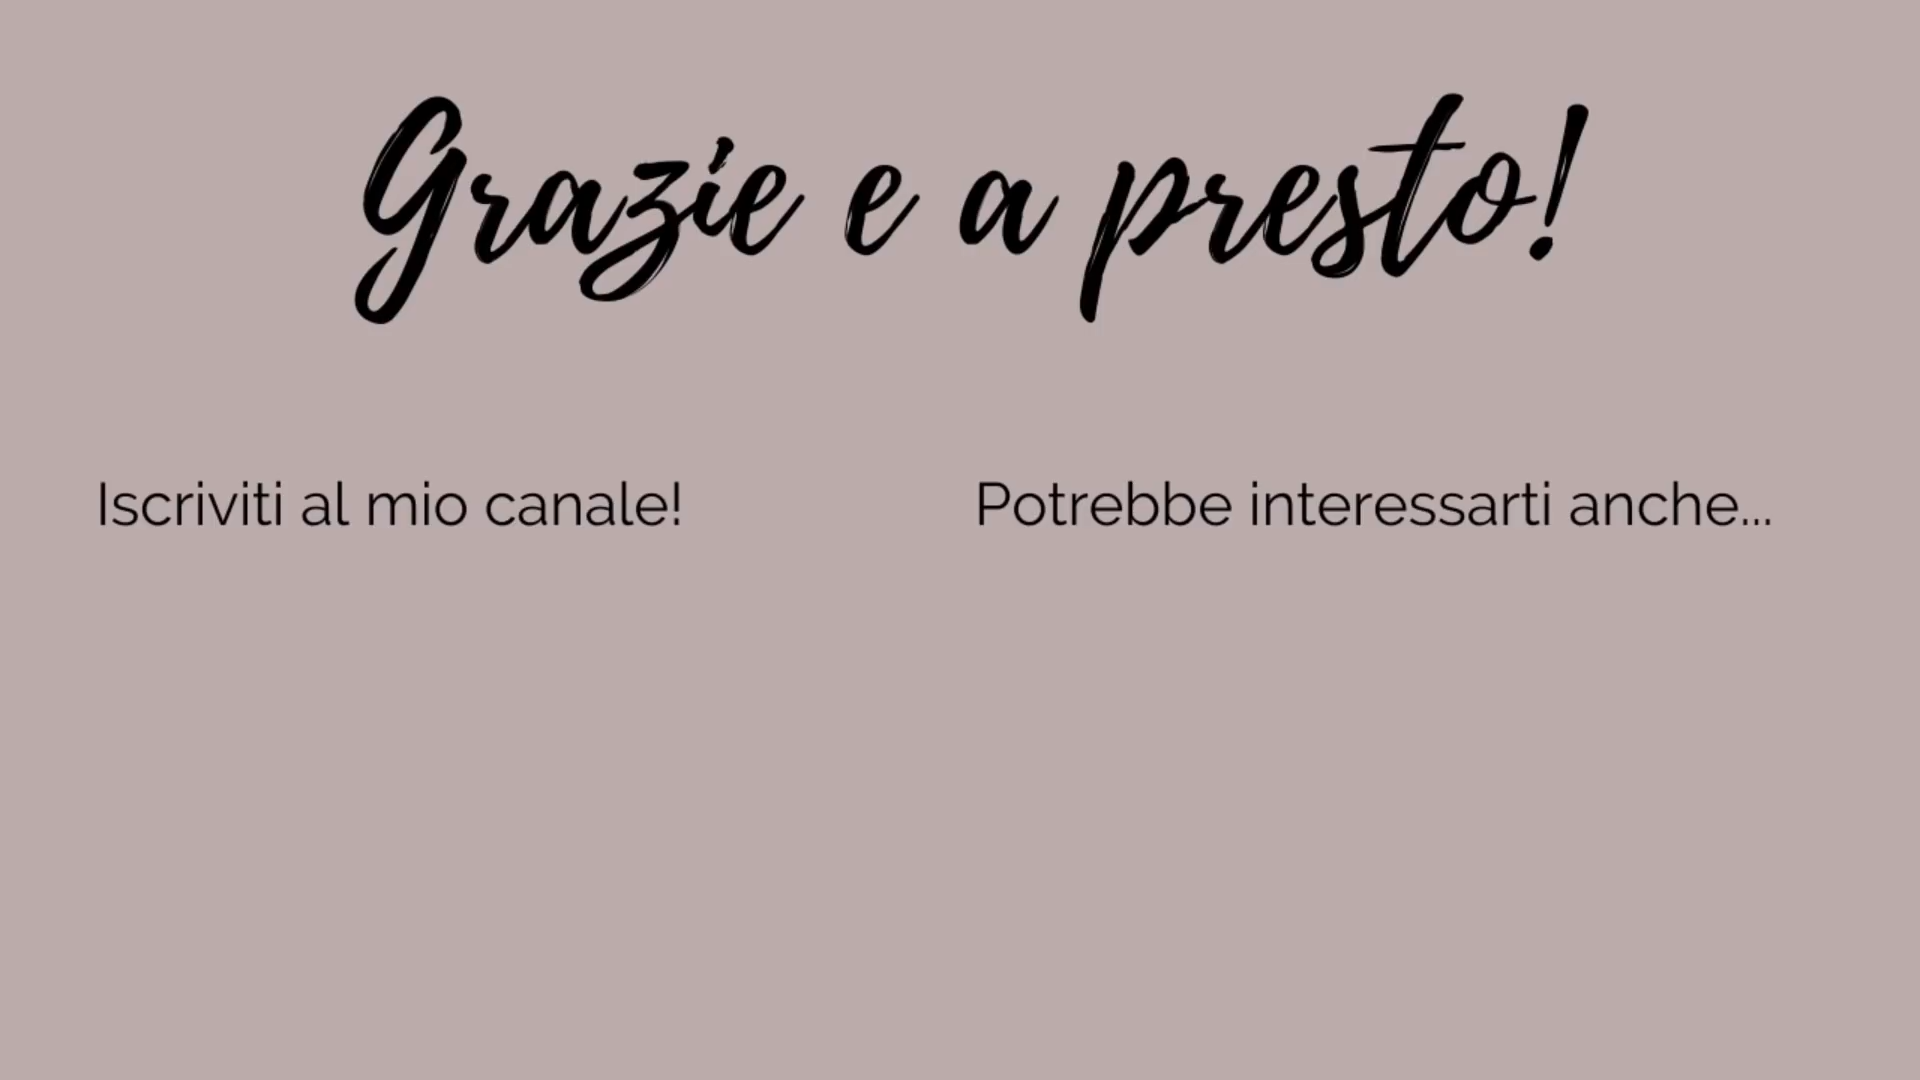 Grazie e a presto!
Iscriviti al mio canale!
Potrebbe interessarti anche...